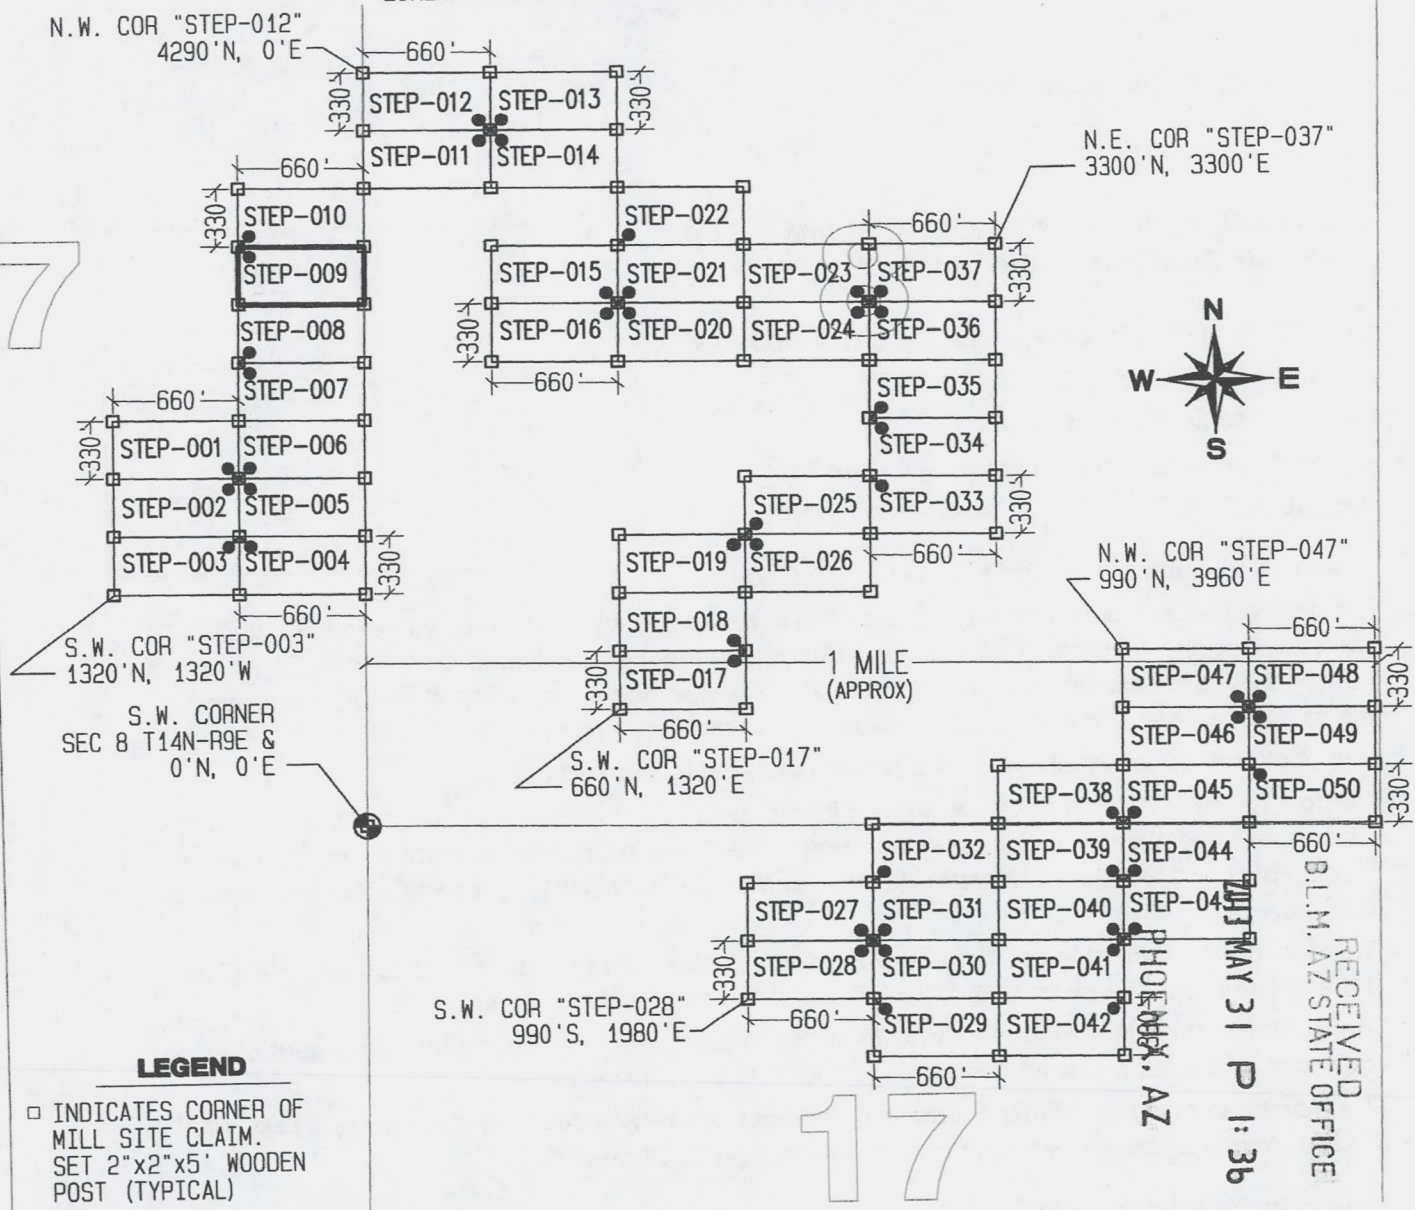 N.W. COR "STEP-012"
4290'N, 0'E
660'
330
STEP-012
STEP-013
330
STEP-011
STEP-014
N.E. COR "STEP-037"
3300'N, 3300'E
660'
330
STEP-010
STEP-022
660'
7
STEP-009
STEP-015
STEP-021
STEP-023
8
STEP-037
330
330
STEP-008
STEP-016
STEP-020
STEP-024
STEP-036
N
W
E
S
660'
STEP-007
STEP-035
660'
330
STEP-001
STEP-006
STEP-034
STEP-002
STEP-005
STEP-025
STEP-033
330
STEP-003
STEP-004
330
STEP-019
STEP-026
660'
N.W. COR "STEP-047"
990'N, 3960'E
660'
STEP-018
S.W. COR "STEP-003"
1320'N, 1320'W
1 MILE
(APPROX)
660'
330
STEP-017
STEP-047
STEP-048
330
660'
S.W. CORNER
SEC 8 T14N-R9E &
0'N, 0'E
S.W. COR "STEP-017"
660'N, 1320'E
STEP-046
STEP-049
STEP-038
STEP-045
STEP-050
330
660'
STEP-032
STEP-039
STEP-044
STEP-027
STEP-031
STEP-040
330
STEP-028
STEP-030
STEP-041
S.W. COR "STEP-028"
990'S, 1980'E
660'
STEP-029
STEP-042
660'
17
RECEIVED
B.L.M. AZ STATE OFFICE
MAY 31 P 1:36
PHOENIX, AZ
LEGEND
□ INDICATES CORNER OF
MILL SITE CLAIM.
SET 2"x2"x5' WOODEN
POST (TYPICAL)